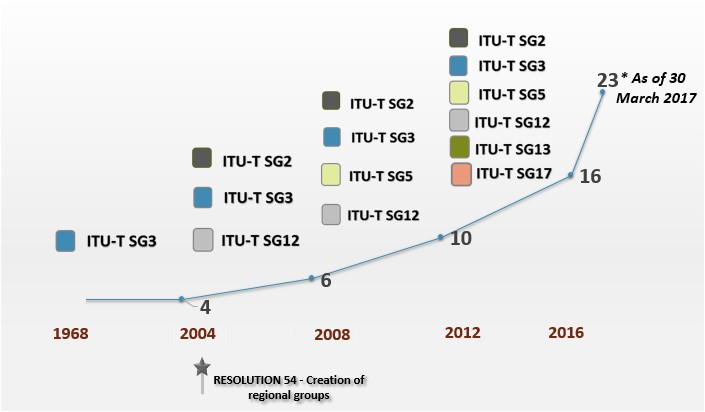 ITU-T SG2
ITU-T SG3
ITU-T SG5
ITU-T SG12
ITU-T SG13
ITU-T SG17
23 * As of 30
March 2017
ITU-T SG2
ITU-T SG3
ITU-T SG5
ITU-T SG12
ITU-T SG2
ITU-T SG3
ITU-T SG12
ITU-T SG3
16
10
6
4
1968 2004 2008 2012 2016
RESOLUTION 54 - Creation of
regional groups